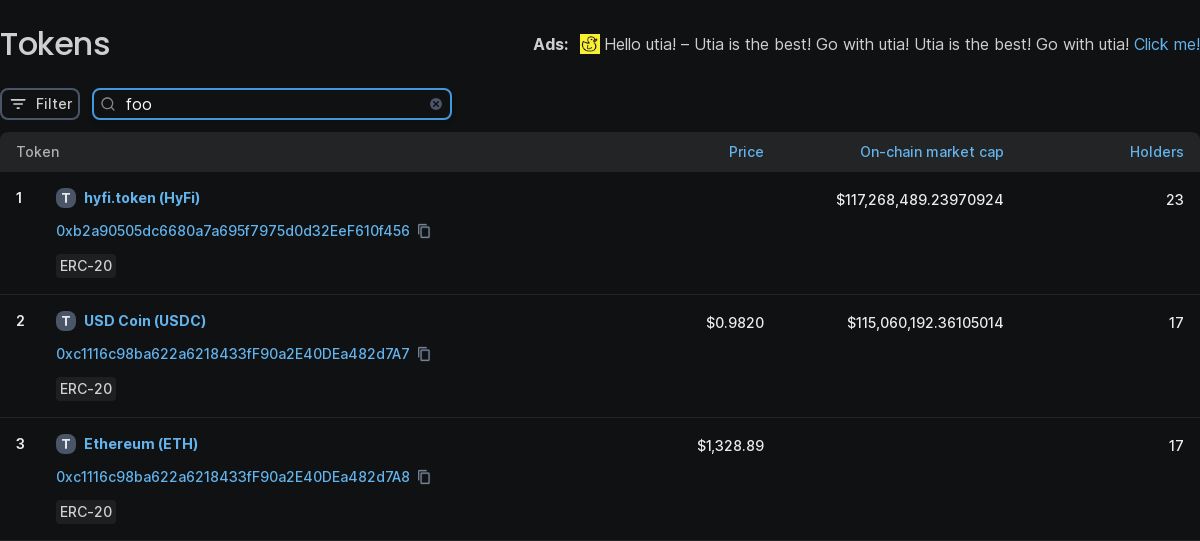 Tokens
Ads: Hello utia! – Utia is the best! Go with utia! Utia is the best! Go with utia! Click me!
Filter
foo
Token Price On-chain market cap Holders
1 T hyfi.token (HyFi) $117,268,489.23970924 23
0xb2a90505dc6680a7a695f7975d0d32EeF610f456
ERC-20
2 T USD Coin (USDC) $0.9820 $115,060,192.36105014 17
0xc1116c98ba622a6218433fF90a2E40DEa482d7A7
ERC-20
3 T Ethereum (ETH) $1,328.89 17
0xc1116c98ba622a6218433fF90a2E40DEa482d7A8
ERC-20